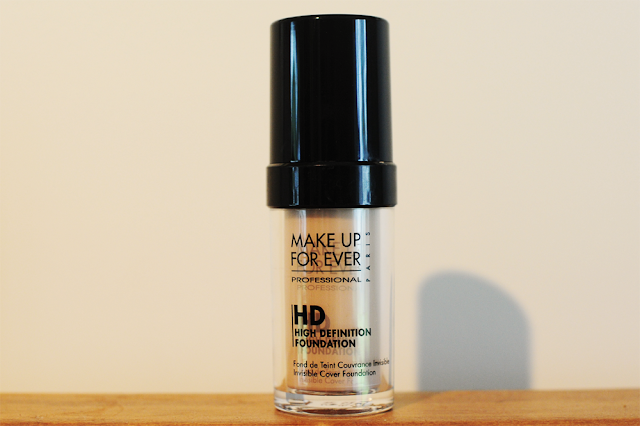 MAKE UP
FOR EVER
PROFESSIONAL
PARIS
HD
HIGH DEFINITION
FOUNDATION
Fond de Teint Couvrance Invisible
Invisible Cover Foundation